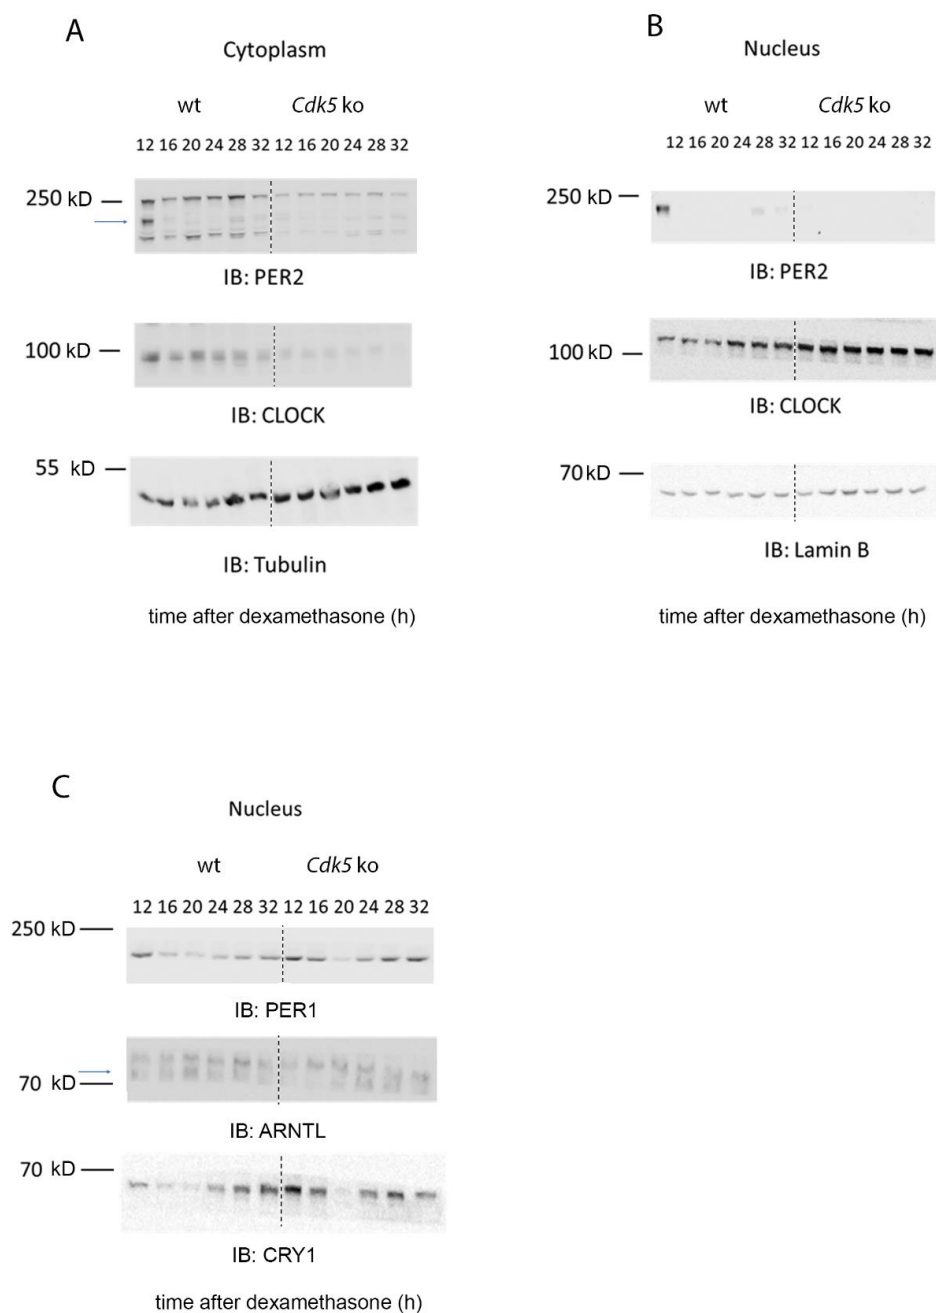 A
Cytoplasm
wt Cdk5 ko
12 16 20 24 28 32 12 16 20 24 28 32
250 kD
IB: PER2
100 kD
IB: CLOCK
55 kD
IB: Tubulin
time after dexamethasone (h)
B
Nucleus
wt Cdk5 ko
12 16 20 24 28 32 12 16 20 24 28 32
250 kD
IB: PER2
100 kD
IB: CLOCK
70 kD
IB: Lamin B
time after dexamethasone (h)
C
Nucleus
wt Cdk5 ko
12 16 20 24 28 32 12 16 20 24 28 32
250 kD
IB: PER1
70 kD
IB: ARNTL
70 kD
IB: CRY1
time after dexamethasone (h)